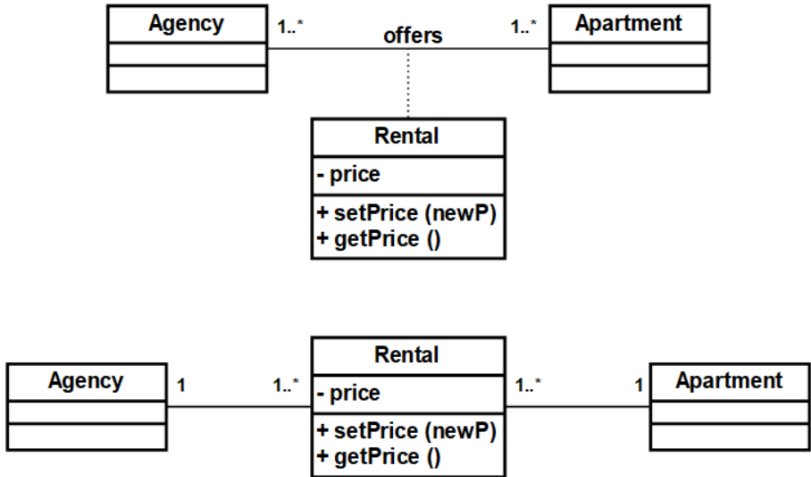 Agency 1..* offers 1..* Apartment
Rental
- price
+ setPrice (newP)
+ getPrice ()
Rental
Agency 1 1..* - price 1..* 1 Apartment
+ setPrice (newP)
+ getPrice ()